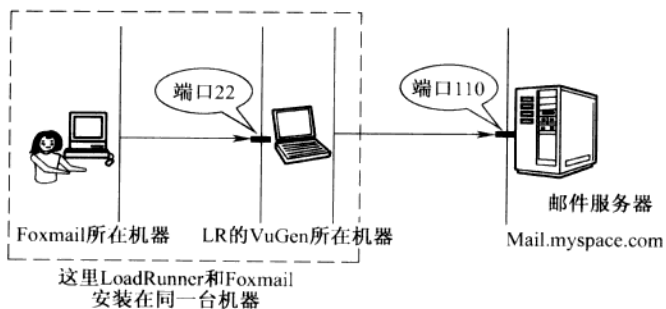 端口22
端口110
邮件服务器
Foxmail所在机器
LR的VuGen所在机器
Mail.myspace.com
这里LoadRunner和Foxmail
安装在同一台机器